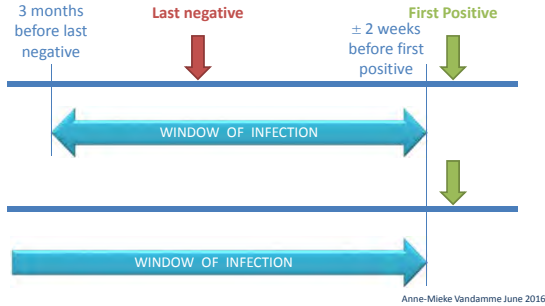 3 months
before last
negative
Last negative
± 2 weeks
before first
positive
First Positive
WINDOW OF INFECTION
WINDOW OF INFECTION
Anne-Mieke Vandamme June 2016